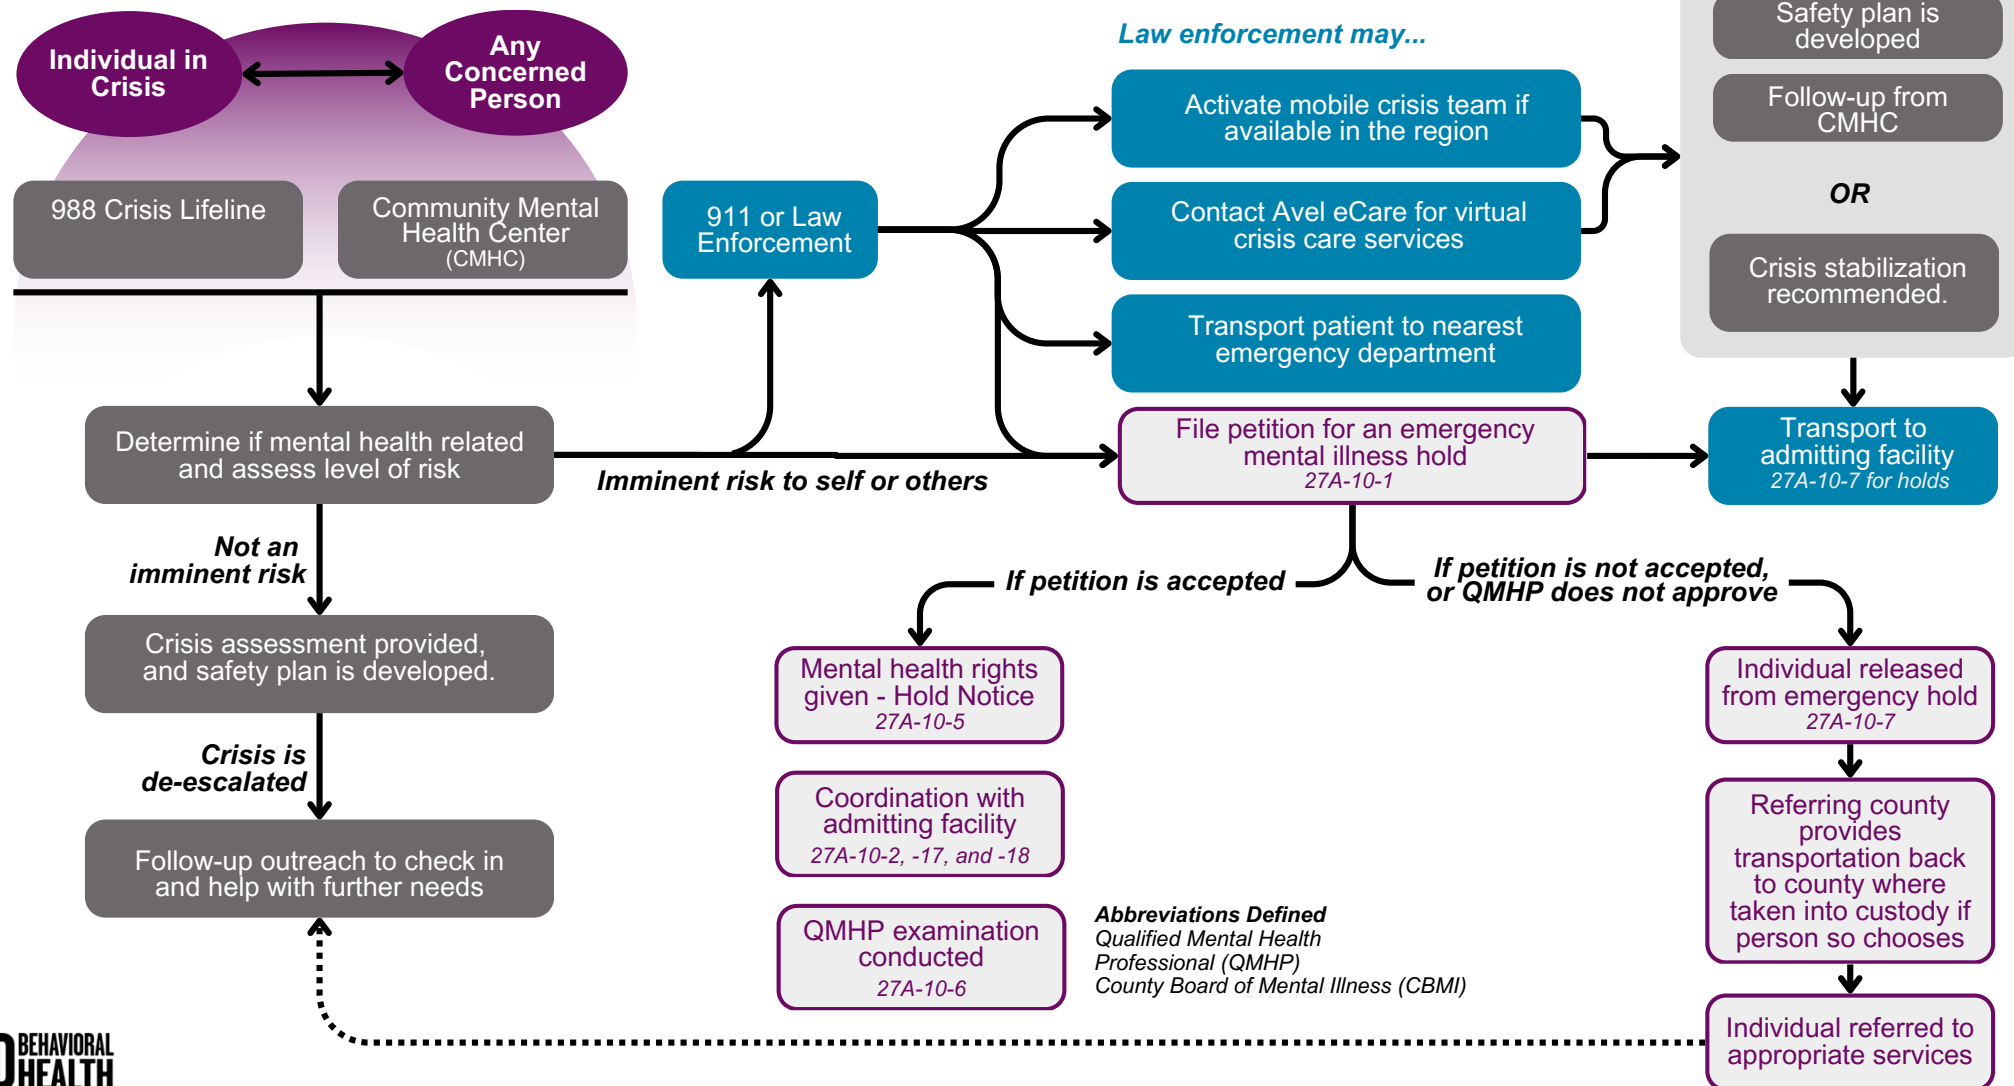 Individual in
Crisis
Any
Concerned
Person
988 Crisis Lifeline
Community Mental
Health Center
(CMHC)
Determine if mental health related
and assess level of risk
Not an
imminent risk
Crisis assessment provided,
and safety plan is developed.
Crisis is
de-escalated
Follow-up outreach to check in
and help with further needs
Imminent risk to self or others
911 or Law
Enforcement
Law enforcement may...
Activate mobile crisis team if
available in the region
Contact Avel eCare for virtual
crisis care services
Transport patient to nearest
emergency department
File petition for an emergency
mental illness hold
27A-10-1
Safety plan is
developed
Follow-up from
CMHC
OR
Crisis stabilization
recommended.
Transport to
admitting facility
27A-10-7 for holds
If petition is accepted
If petition is not accepted,
or QMHP does not approve
Mental health rights
given - Hold Notice
27A-10-5
Coordination with
admitting facility
27A-10-2, -17, and -18
QMHP examination
conducted
27A-10-6
Abbreviations Defined
Qualified Mental Health
Professional (QMHP)
County Board of Mental Illness (CBMI)
Individual released
from emergency hold
27A-10-7
Referring county
provides
transportation back
to county where
taken into custody if
person so chooses
Individual referred to
appropriate services
BEHAVIORAL
HEALTH